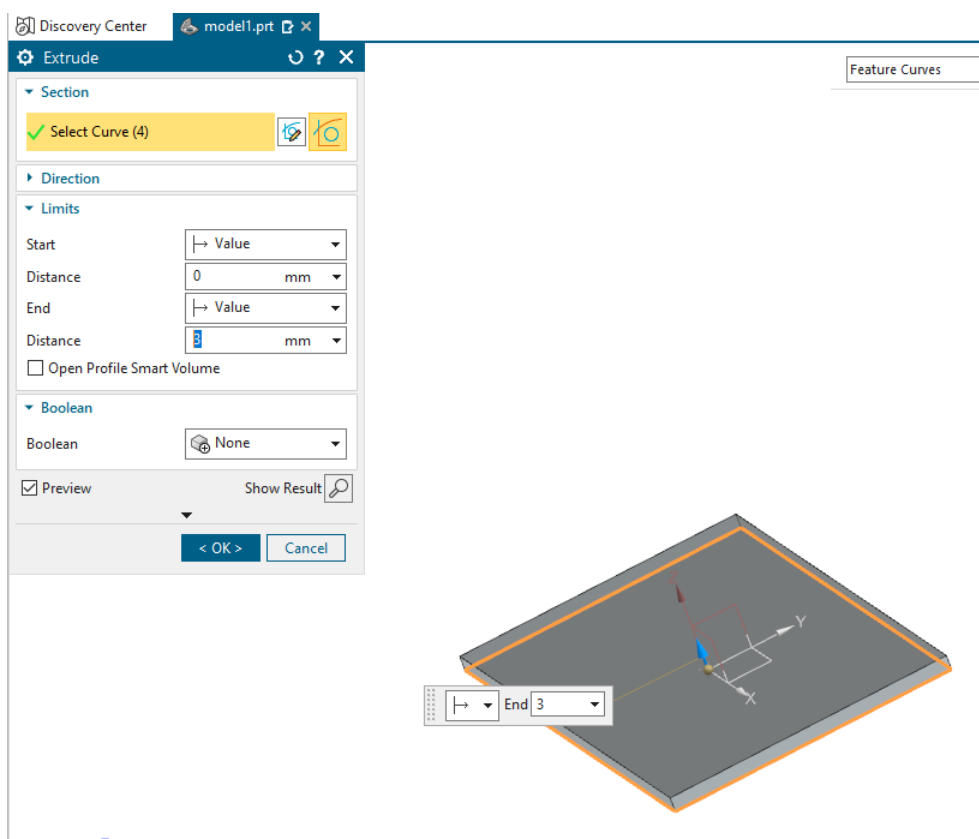 Discovery Center
model1.prt
Extrude
?
Feature Curves
Section
Select Curve (4)
Direction
Limits
Start Value
Distance 0 mm
End Value
Distance 3 mm
Open Profile Smart Volume
Boolean
Boolean None
Preview Show Result
< OK > Cancel
Y
X
End 3